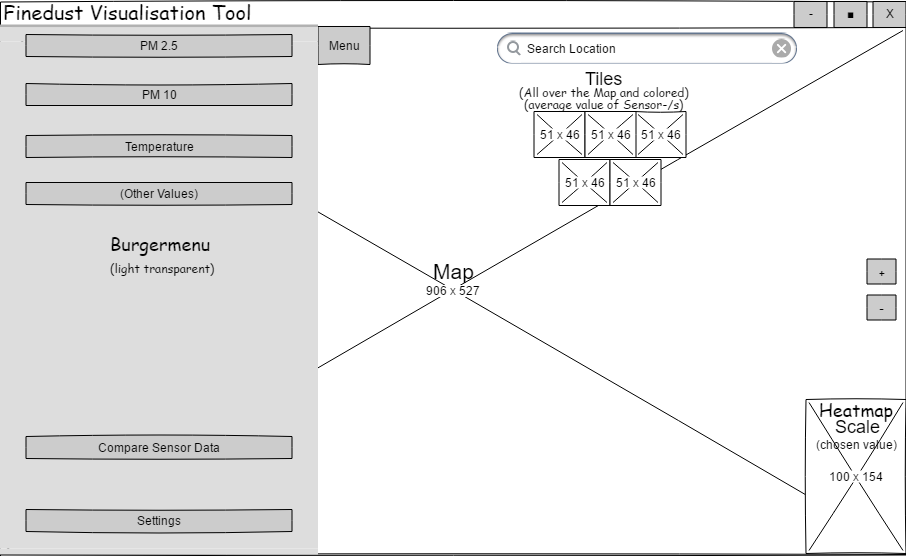 Finedust Visualisation Tool
- ■ X
PM 2.5
PM 10
Temperature
(Other Values)
Burgermenu
(light transparent)
Compare Sensor Data
Settings
Menu
Search Location
Tiles
(All over the Map and colored)
(average value of Sensor-/s)
51 x 46 51 x 46 51 x 46
51 x 46 51 x 46
Map
906 x 527
+
-
Heatmap
Scale
(chosen value)
100 x 154